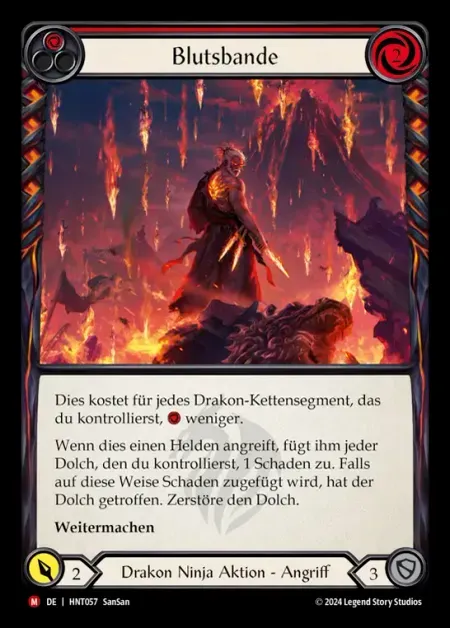 Blutsbande
2
Dies kostet für jedes Drakon-Kettensegment, das
du kontrollierst, weniger.
Wenn dies einen Helden angreift, fügt ihm jeder
Dolch, den du kontrollierst, 1 Schaden zu. Falls
auf diese Weise Schaden zugefügt wird, hat der
Dolch getroffen. Zerstöre den Dolch.
Weitermachen
2 Drakon Ninja Aktion - Angriff 3
M DE | HNT057 SanSan © 2024 Legend Story Studios